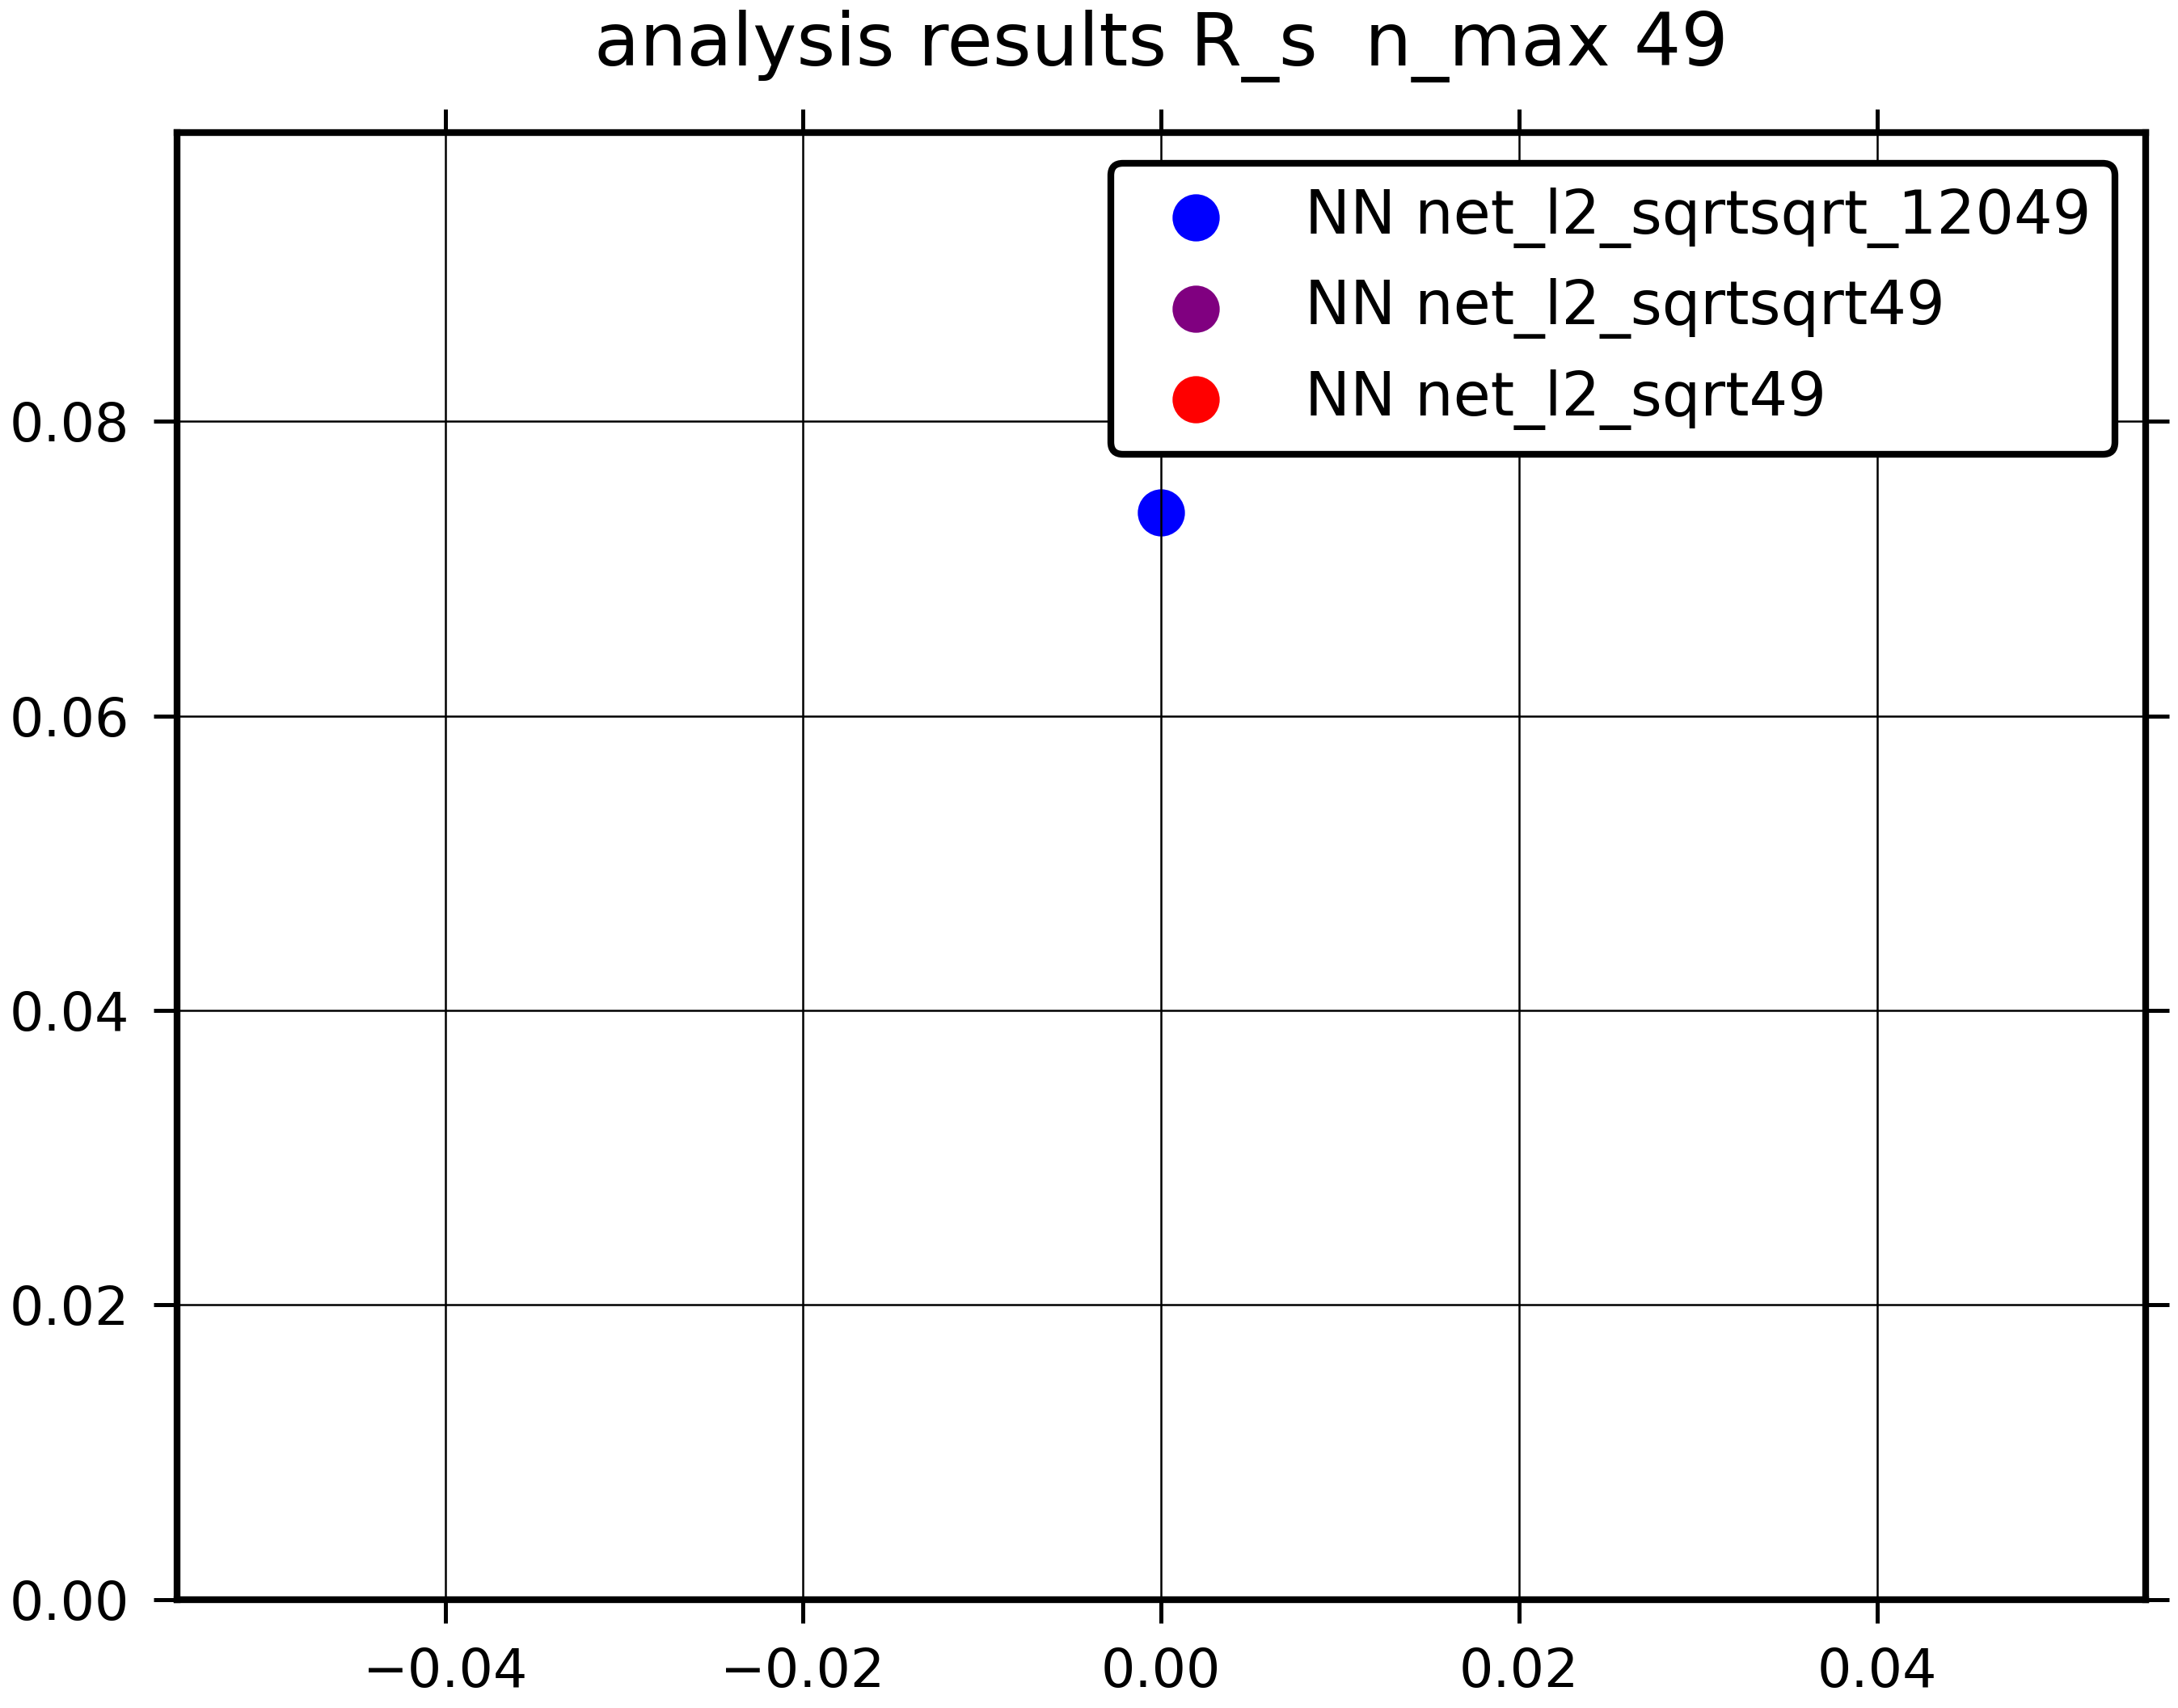 analysis results R_s  n_max 49
NN net_l2_sqrtsqrt_12049
NN net_l2_sqrtsqrt49
NN net_l2_sqrt49
0.08
0.06
0.04
0.02
0.00
−0.04 −0.02 0.00 0.02 0.04